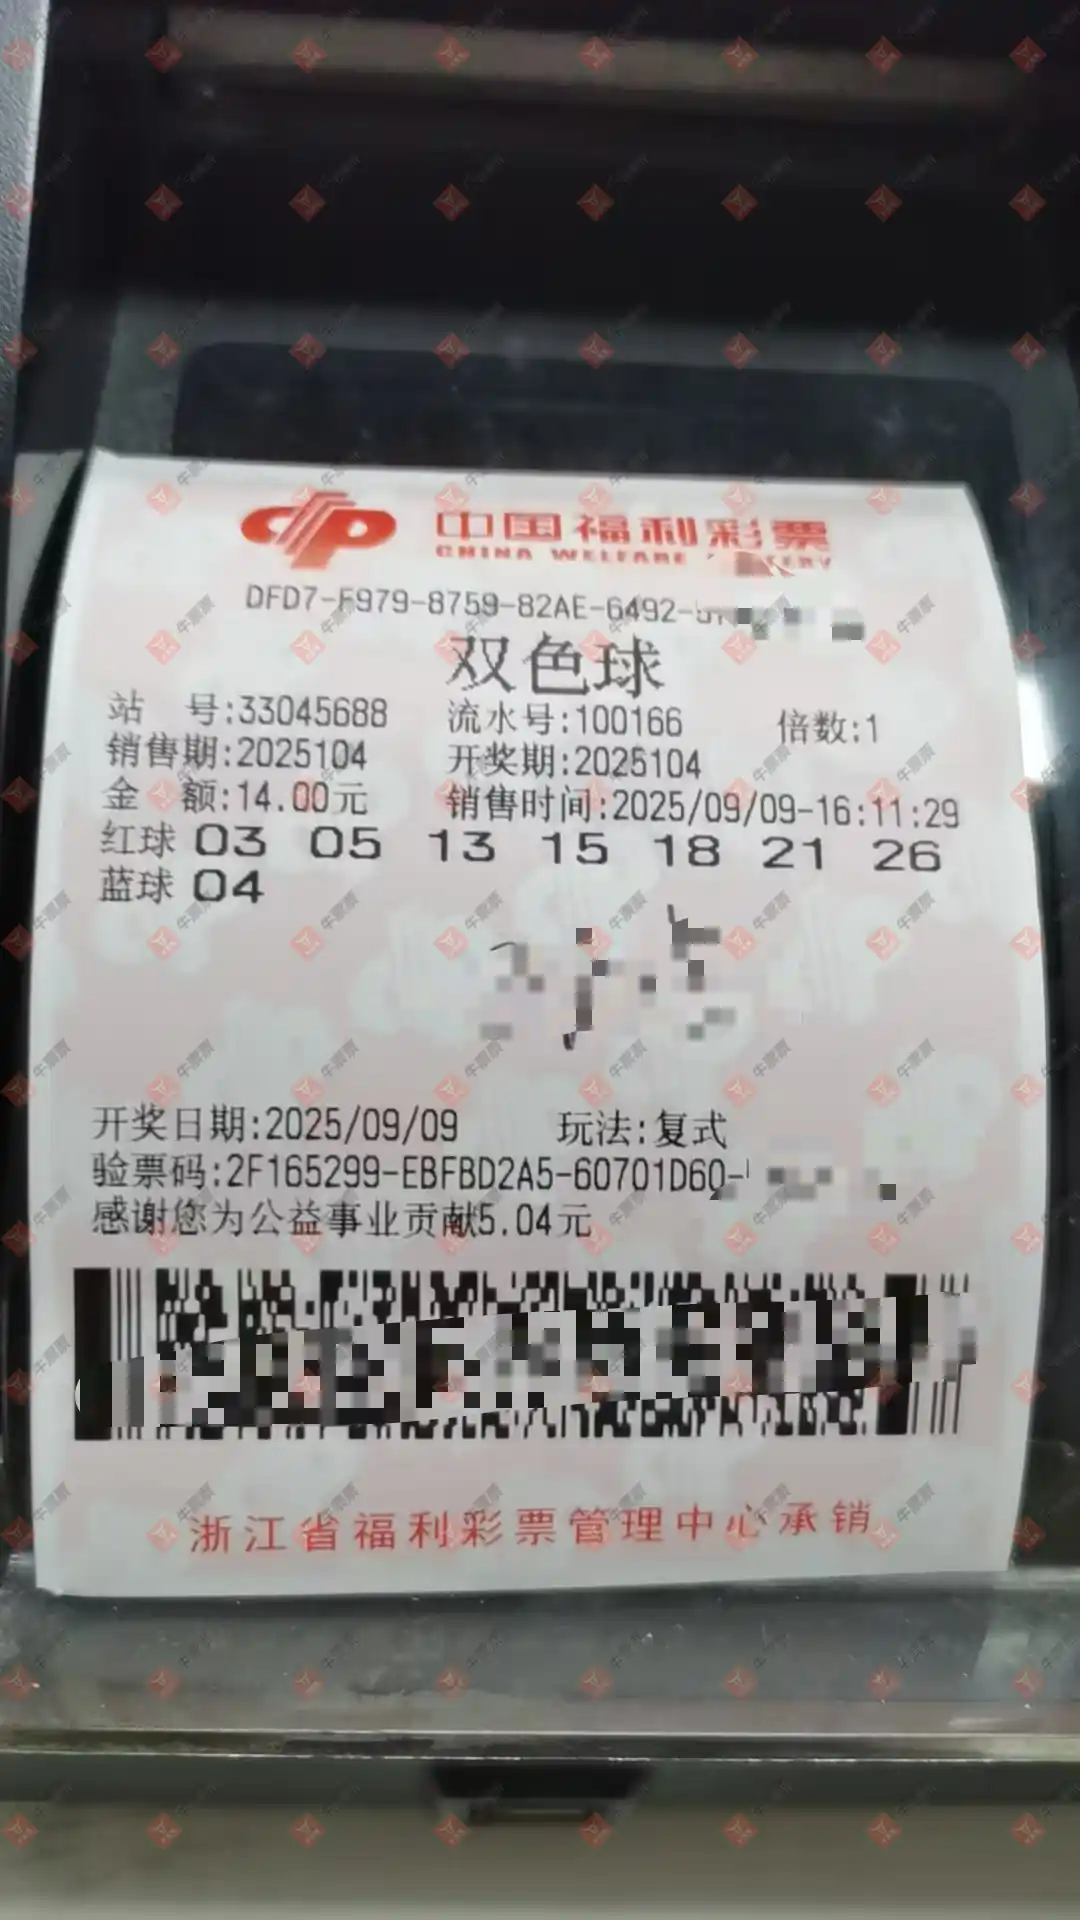 中国福利彩票
CHINA WELFARE
DFD7-F979-8759-82AE-6492-
双色球
站 号:33045688 流水号:100166 倍数:1
销售期:2025104 开奖期:2025104
金 额:14.00元 销售时间:2025/09/09-16:11:29
红球 03 05 13 15 18 21 26
蓝球 04
开奖日期:2025/09/09 玩法:复式
验票码:2F165299-EBFBD2A5-60701D60-
感谢您为公益事业贡献5.04元
浙江省福利彩票管理中心承销
牛票票